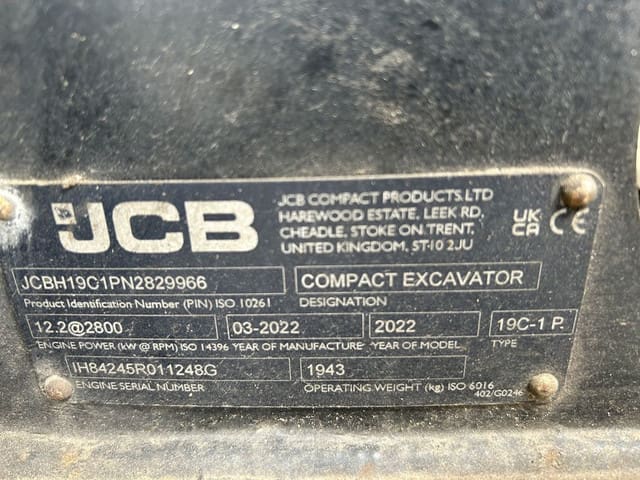 JCB
JCB COMPACT PRODUCTS LTD
HAREWOOD ESTATE, LEEK RD,
CHEADLE, STOKE ON TRENT,
UNITED KINGDOM, ST10 2JU
UK
CA CE
JCBH19C1PN2829966 COMPACT EXCAVATOR
Product Identification Number (PIN) ISO 10261 DESIGNATION
12.2@2800 03-2022 2022 19C-1 P.
ENGINE POWER (kW @ RPM) ISO 14396 YEAR OF MANUFACTURE YEAR OF MODEL TYPE
IH84245R011248G 1943
ENGINE SERIAL NUMBER OPERATING WEIGHT (kg) ISO 6016
402/G0246